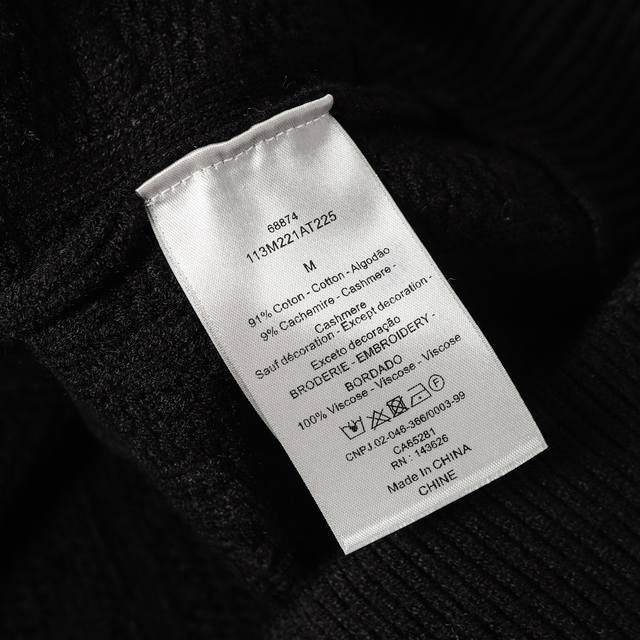 68874
113M221AT225
M
91% Coton - Cotton - Algodão
9% Cachemire - Cashmere -
Cashmere
Sauf décoration - Except decoration -
Exceto decoração
BRODERIE - EMBROIDERY -
BORDADO
100% Viscose - Viscose - Viscose
CNPJ.02-046-366/0003-99
CA55281
RN : 143626
Made In CHINA
CHINE